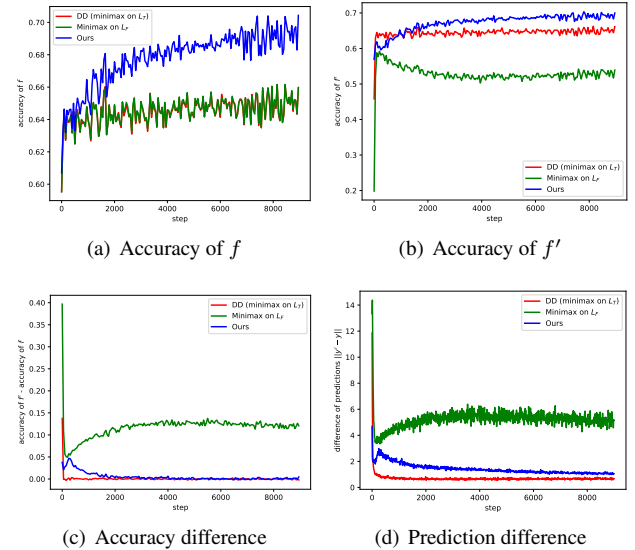 DD (minimax on L_T)
Minimax on L_F
Ours
0.70
0.68
0.66
0.64
0.62
0.60
accuracy of f
0 2000 4000 6000 8000
step
(a) Accuracy of f
0.7
0.6
0.5
0.4
0.3
0.2
accuracy of f'
DD (minimax on L_T)
Minimax on L_F
Ours
0 2000 4000 6000 8000
step
(b) Accuracy of f′
0.40
0.35
0.30
0.25
0.20
0.15
0.10
0.05
0.00
accuracy of f' - accuracy of f
DD (minimax on L_T)
Minimax on L_F
Ours
0 2000 4000 6000 8000
step
(c) Accuracy difference
14
12
10
8
6
4
2
0
difference of predictions ||y' − y||
DD (minimax on L_T)
Minimax on L_F
Ours
0 2000 4000 6000 8000
step
(d) Prediction difference